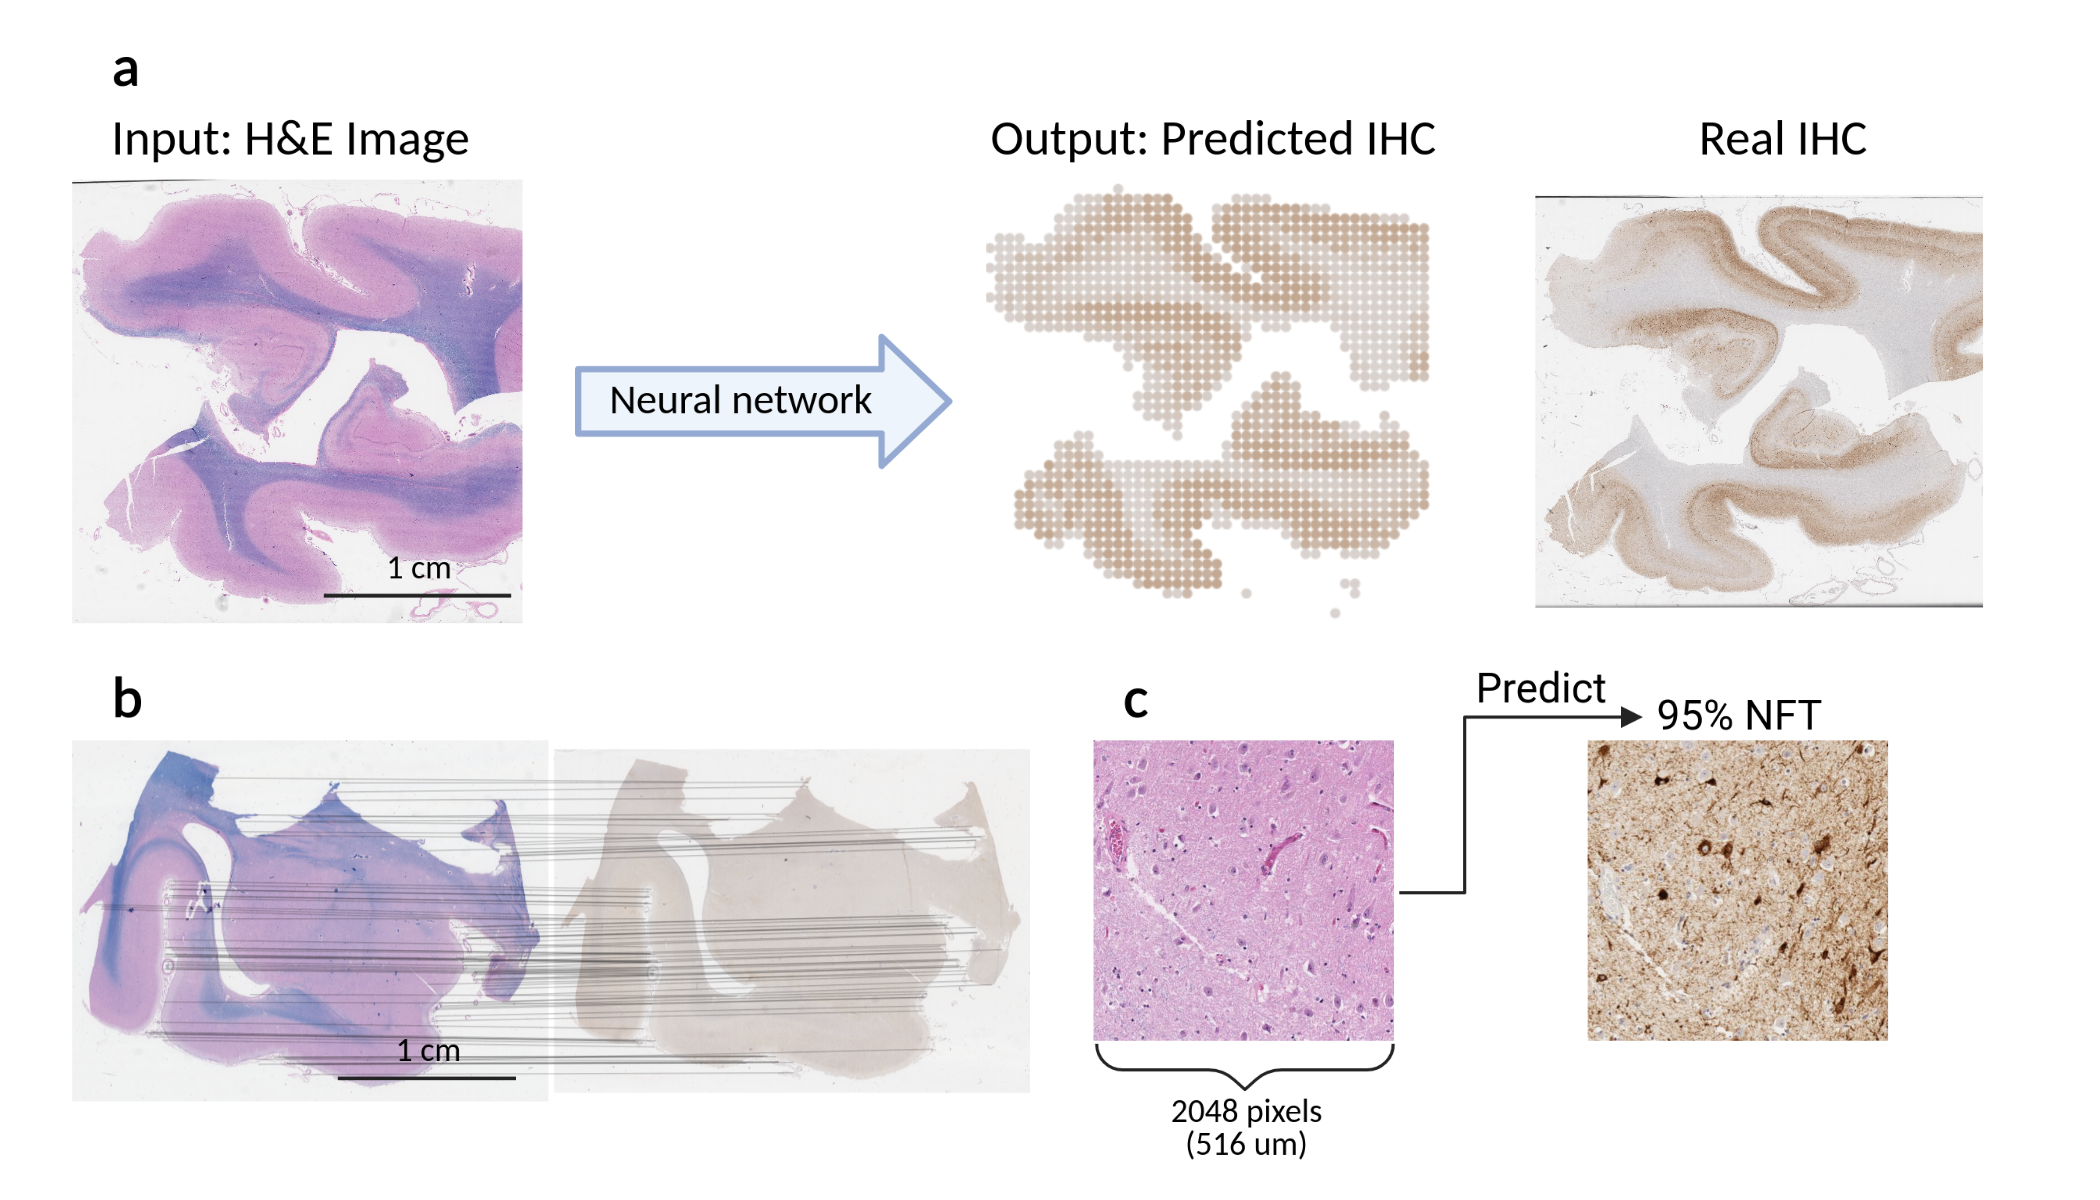 a
Input: H&E Image
Output: Predicted IHC
Real IHC
Neural network
1 cm
b
1 cm
c
Predict
95% NFT
2048 pixels
(516 um)